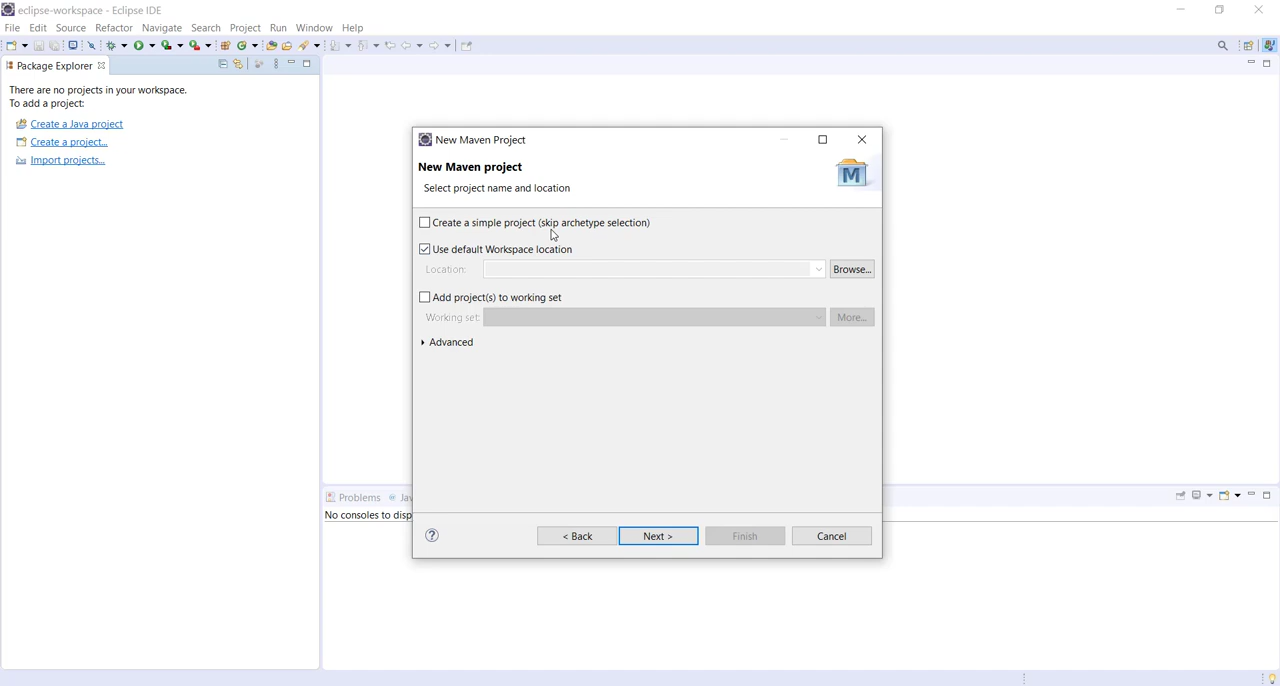 eclipse-workspace - Eclipse IDE
File Edit Source Refactor Navigate Search Project Run Window Help
Package Explorer
There are no projects in your workspace.
To add a project:
Create a Java project
Create a project...
Import projects...
New Maven Project
New Maven project
Select project name and location
M
Create a simple project (skip archetype selection)
Use default Workspace location
Location:
Browse...
Add project(s) to working set
Working set:
More...
Advanced
Problems Jav
No consoles to disp
?
< Back
Next >
Finish
Cancel